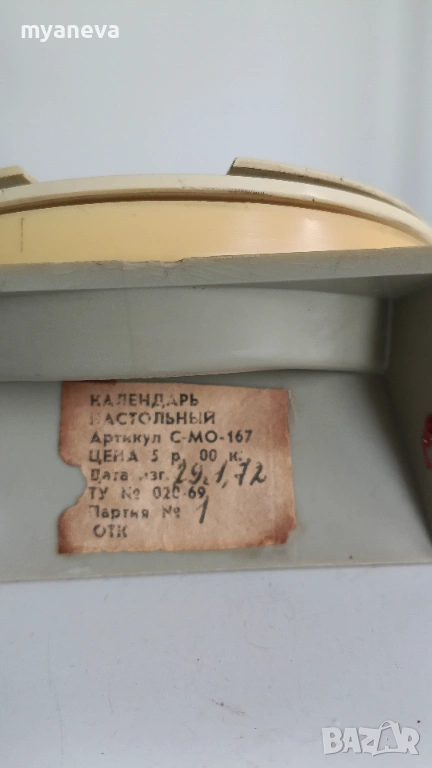 myaneva
КАЛЕНДАРЬ
НАСТОЛЬНЫЙ
Артикул С-МО-167
ЦЕНА 5 р. 00 к.
Дата изг. 29.1.72
ТУ № 020-69
Партия № 1
ОТК
BAZAR